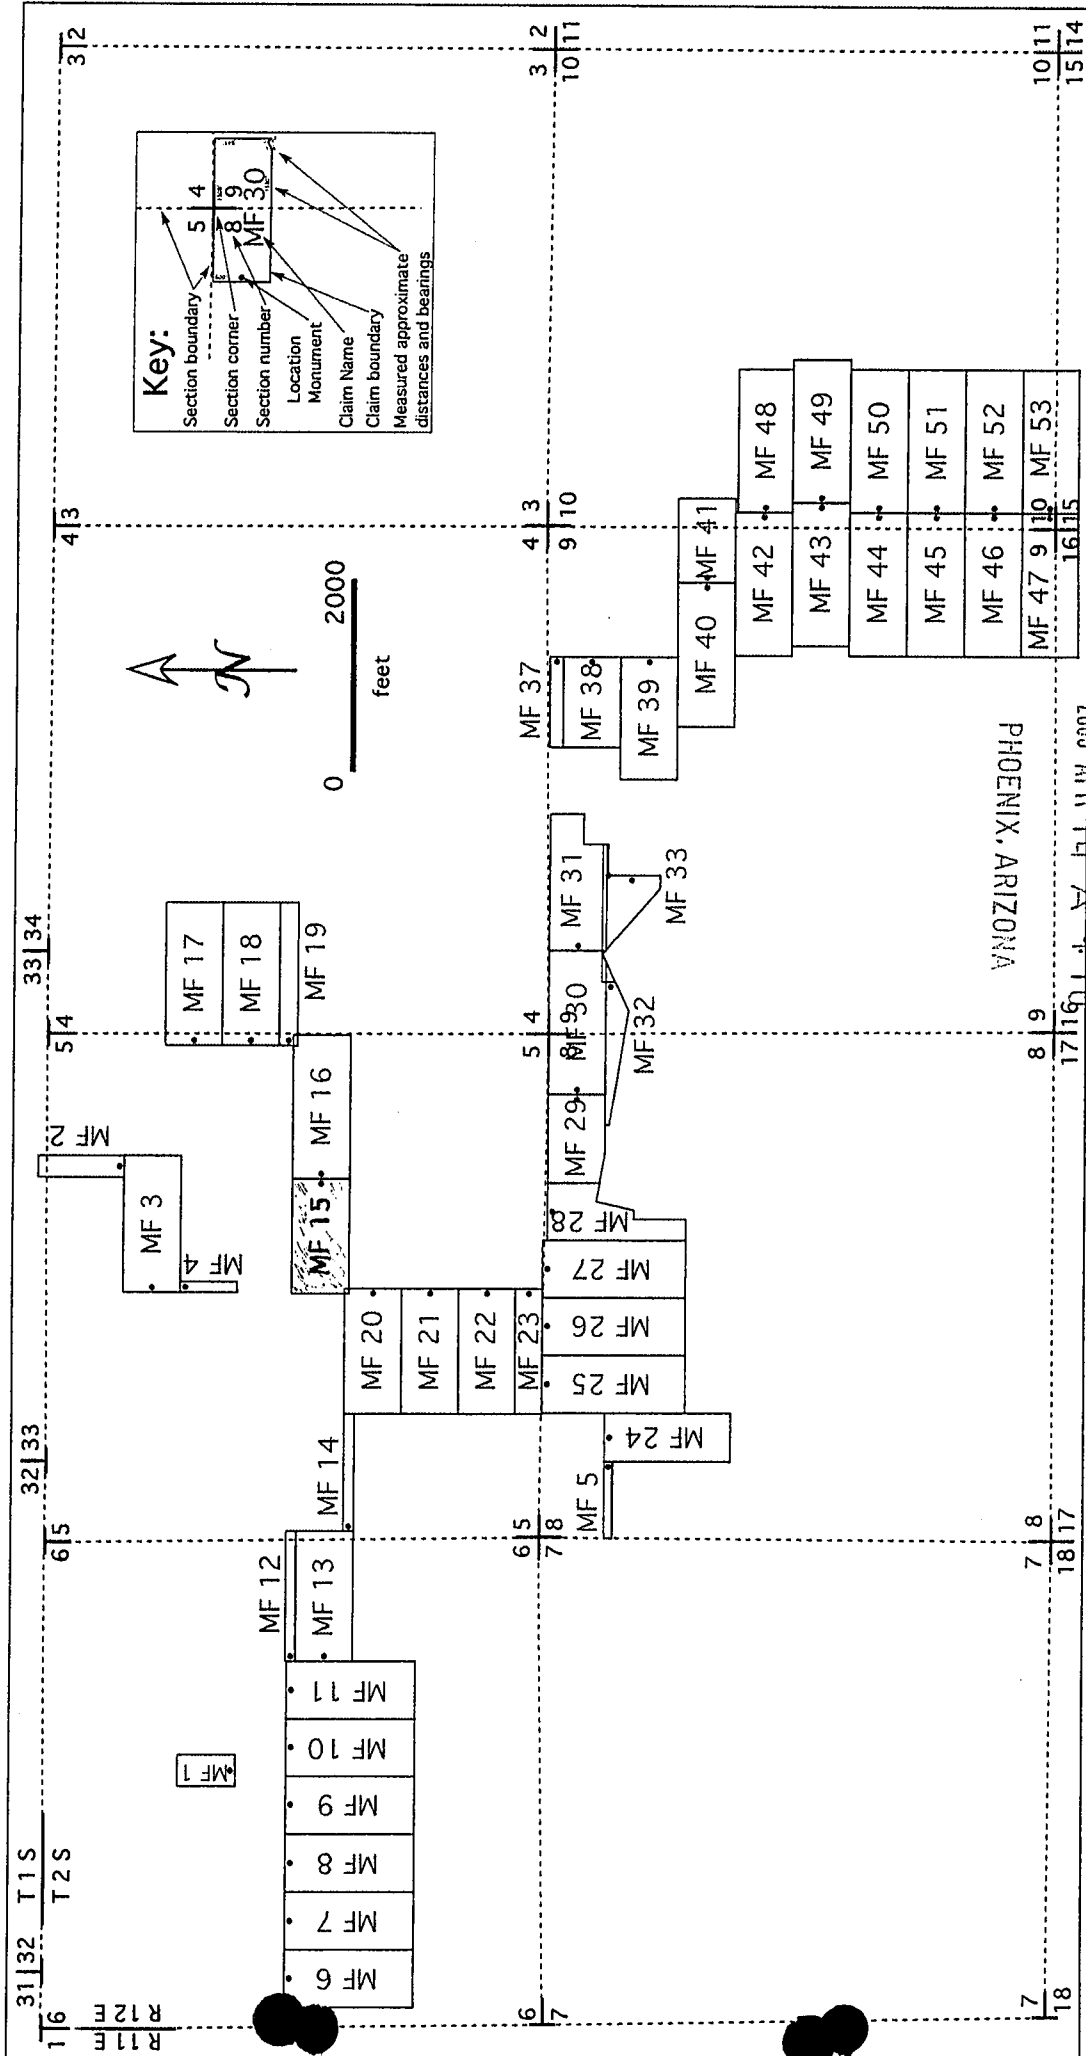 31|32 T1S
T2S
1|6
R11E R12E
32|33
6|5
33|34
5|4
4|3
3|2
Key:
Section boundary
Section corner
Section number
Location
Monument
Claim Name
Claim boundary
Measured approximate
distances and bearings
5 4
8 9
MF 30
N
0 2000
feet
MF 1
MF 2
MF 3
MF 4
MF 6
MF 7
MF 8
MF 9
MF 10
MF 11
MF 12
MF 13
MF 14
MF 15
MF 16
MF 17
MF 18
MF 19
MF 20
MF 21
MF 22
MF 23
6
7
6 5
7 8
5 4
8 9
4 3
9 10
3 2
10 11
MF 5
MF 24
MF 25
MF 26
MF 27
MF 28
MF 29
MF 30
MF 31
MF 32
MF 33
MF 37
MF 38
MF 39
MF 40
MF 41
MF 42
MF 43
MF 44
MF 45
MF 46
MF 47
MF 48
MF 49
MF 50
MF 51
MF 52
MF 53
PHOENIX, ARIZONA
7
18
7 8
18 17
8 9
17 16
9 10
16 15
10 11
15 14